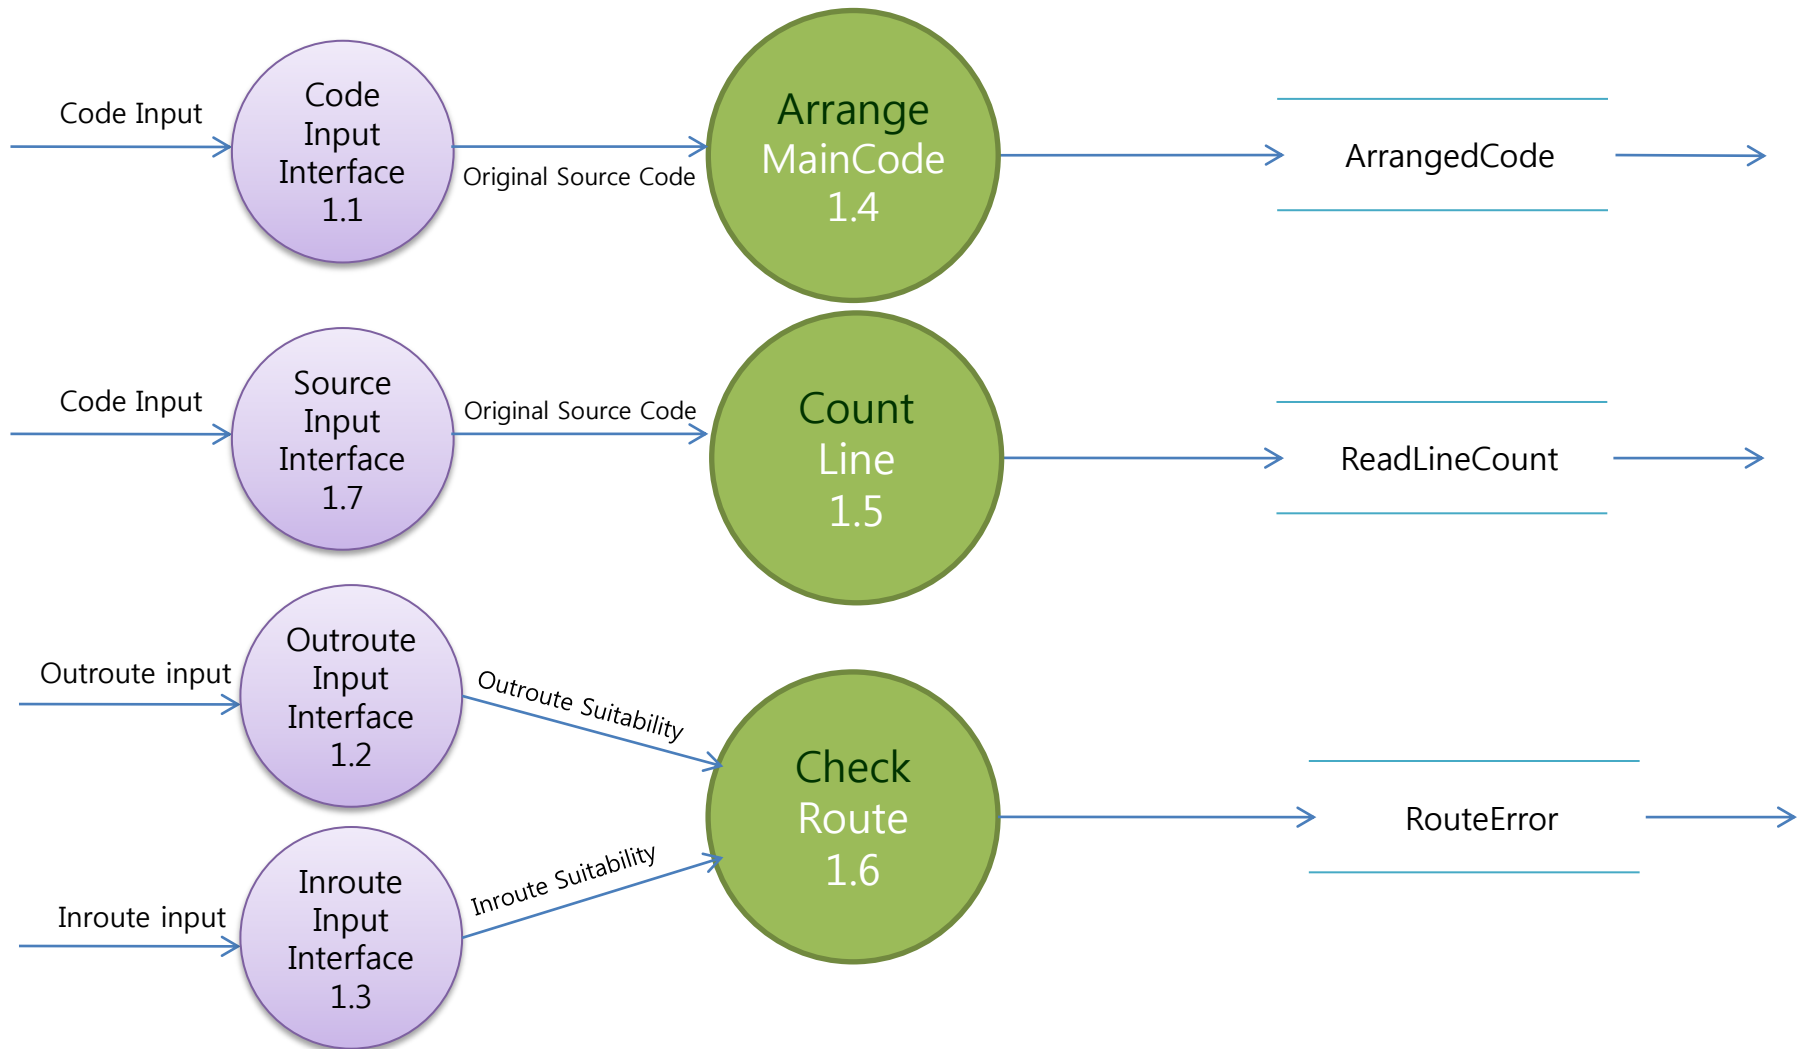 Code Input
Code
Input
Interface
1.1
Original Source Code
Arrange
MainCode
1.4
ArrangedCode
Code Input
Source
Input
Interface
1.7
Original Source Code
Count
Line
1.5
ReadLineCount
Outroute input
Outroute
Input
Interface
1.2
Outroute Suitability
Inroute input
Inroute
Input
Interface
1.3
Inroute Suitability
Check
Route
1.6
RouteError